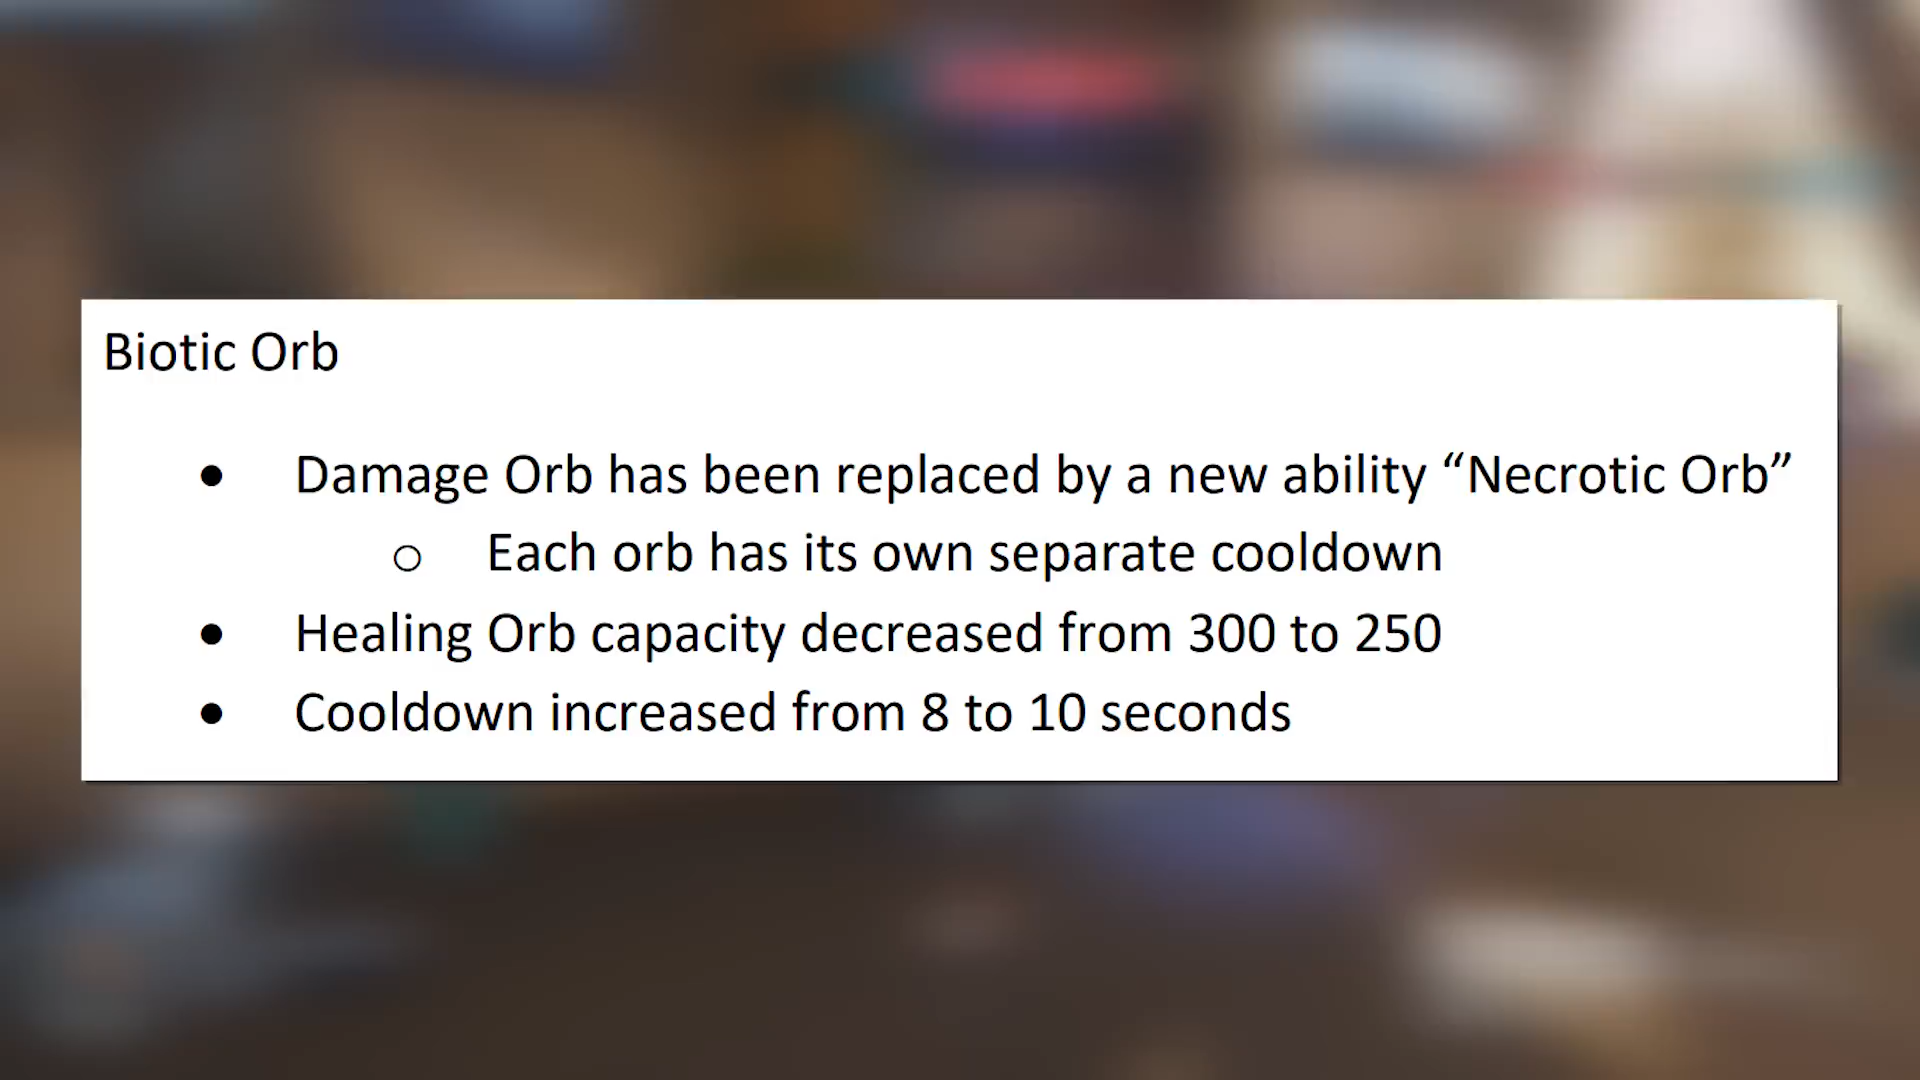 Biotic Orb
● Damage Orb has been replaced by a new ability “Necrotic Orb”
○ Each orb has its own separate cooldown
● Healing Orb capacity decreased from 300 to 250
● Cooldown increased from 8 to 10 seconds